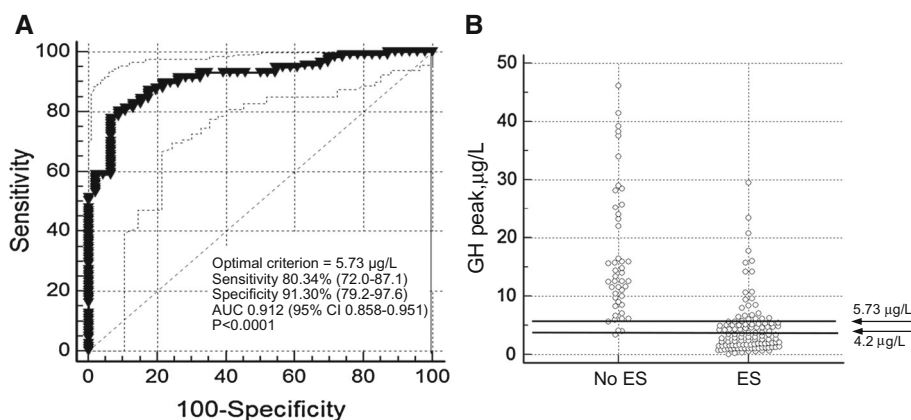 A
B
100
80
60
40
20
0
Sensitivity
Optimal criterion = 5.73 µg/L
Sensitivity 80.34% (72.0-87.1)
Specificity 91.30% (79.2-97.6)
AUC 0.912 (95% CI 0.858-0.951)
P<0.0001
0 20 40 60 80 100
100-Specificity
50
40
30
20
10
0
GH peak,µg/L
5.73 µg/L
4.2 µg/L
No ES ES